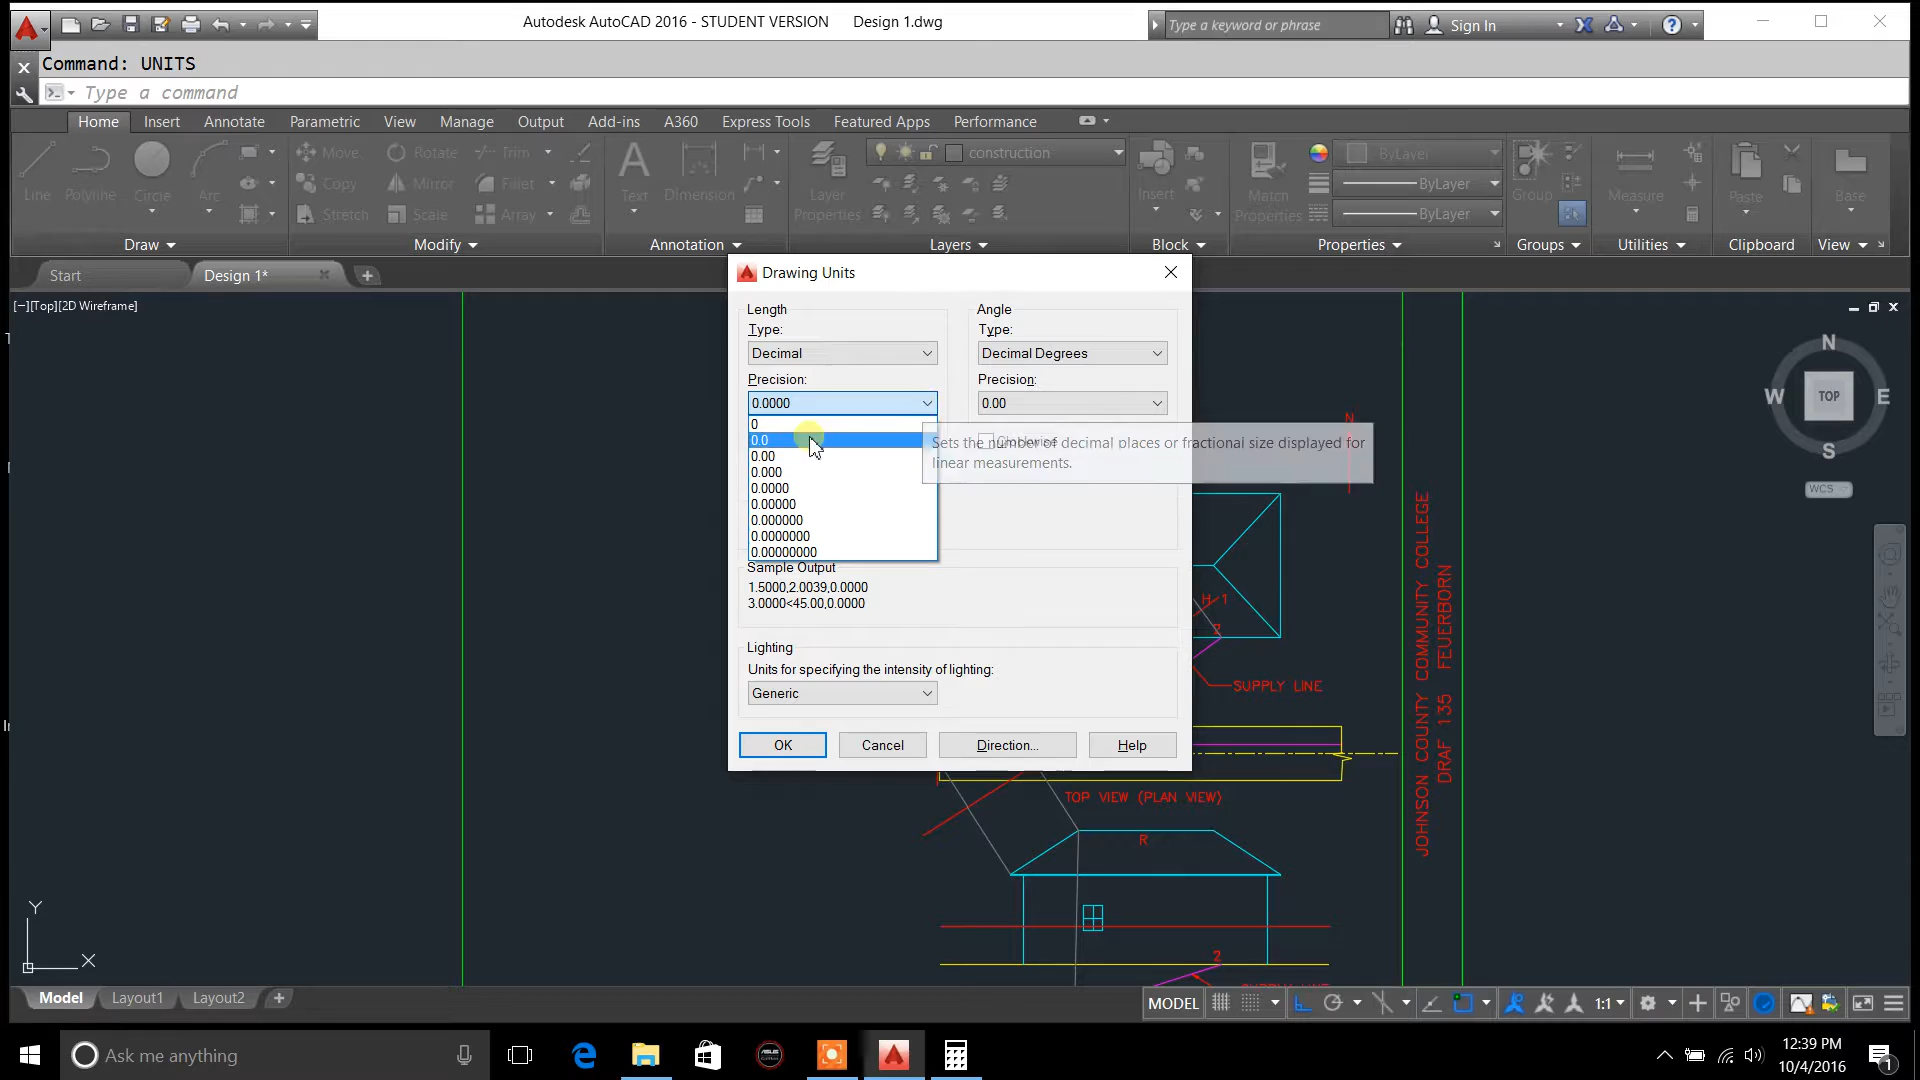 Autodesk AutoCAD 2016 - STUDENT VERSION Design 1.dwg
Type a keyword or phrase
Sign In
Command: UNITS
Type a command
Home Insert Annotate Parametric View Manage Output Add-ins A360 Express Tools Featured Apps Performance
Line Polyline Circle Arc
Move Rotate Trim
Copy Mirror Fillet
Stretch Scale Array
Text Dimension
Layer
Properties
construction
Insert
Match
Properties
ByLayer
ByLayer
ByLayer
Group
Measure
Paste
Base
Draw Modify Annotation Layers Block Properties Groups Utilities Clipboard View
Start Design 1*
[−][Top][2D Wireframe]
Drawing Units
Length
Type:
Decimal
Precision:
0.0000
0
0.0
0.00
0.000
0.0000
0.00000
0.000000
0.0000000
0.00000000
Angle
Type:
Decimal Degrees
Precision:
0.00
Clockwise
Sets the number of decimal places or fractional size displayed for
linear measurements.
Sample Output
1.5000,2.0039,0.0000
3.0000<45.00,0.0000
Lighting
Units for specifying the intensity of lighting:
Generic
OK Cancel Direction... Help
N
W TOP E
S
WCS
N
H 1
2
SUPPLY LINE
TOP VIEW (PLAN VIEW)
R
2
JOHNSON COUNTY COMMUNITY COLLEGE
DRAF 135 FEUERBORN
Y
X
Model Layout1 Layout2
MODEL
1:1
Ask me anything
12:39 PM
10/4/2016
1